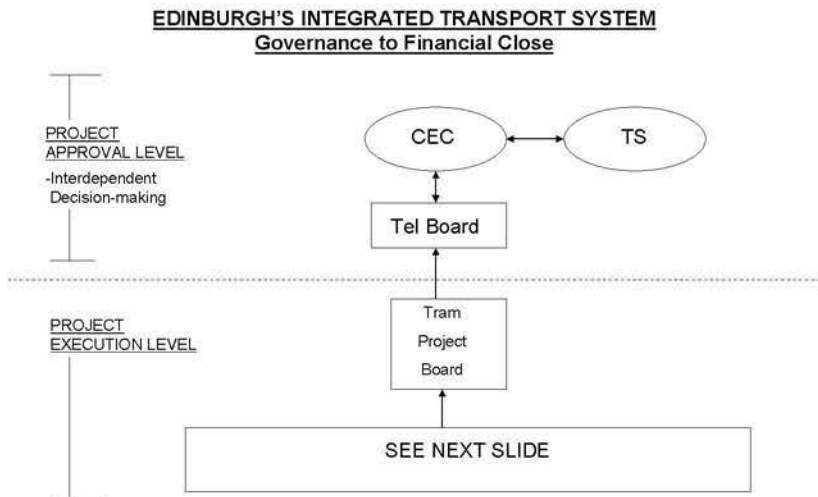 EDINBURGH'S INTEGRATED TRANSPORT SYSTEM
Governance to Financial Close
PROJECT
APPROVAL LEVEL
-Interdependent
Decision-making
CEC
TS
Tel Board
PROJECT
EXECUTION LEVEL
Tram
Project
Board
SEE NEXT SLIDE